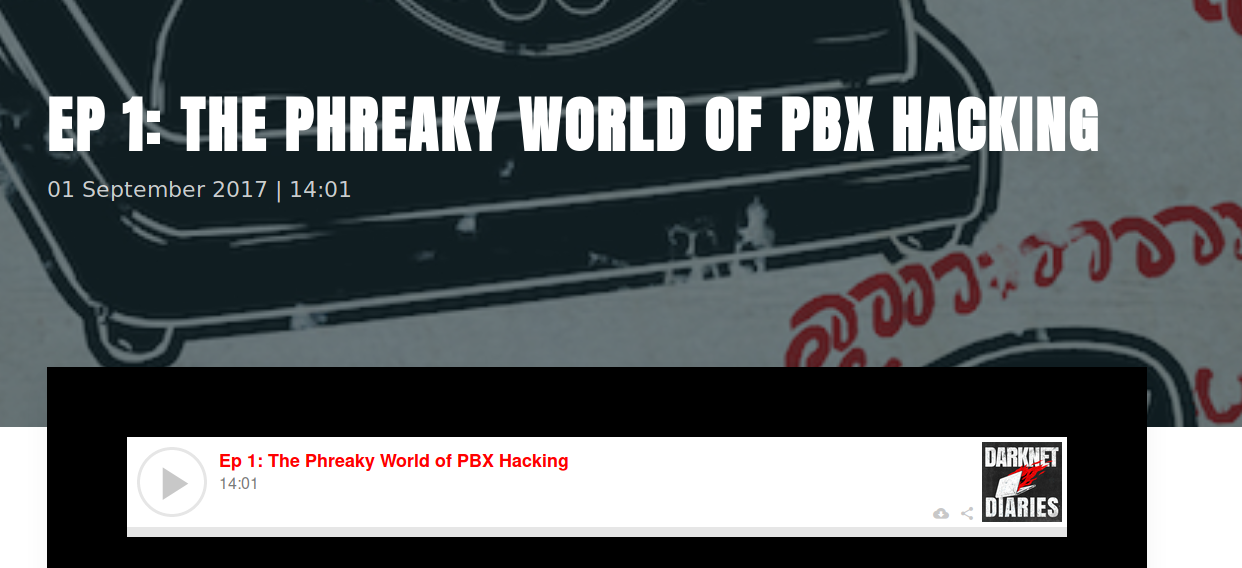 EP 1: THE PHREAKY WORLD OF PBX HACKING
01 September 2017 | 14:01
Ep 1: The Phreaky World of PBX Hacking
14:01
DARKNET
DIARIES